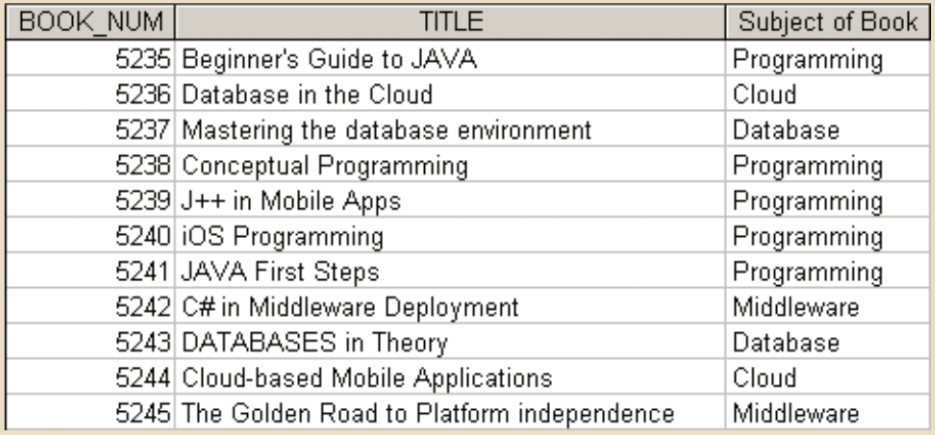 BOOK_NUM TITLE Subject of Book
5235 Beginner's Guide to JAVA Programming
5236 Database in the Cloud Cloud
5237 Mastering the database environment Database
5238 Conceptual Programming Programming
5239 J++ in Mobile Apps Programming
5240 iOS Programming Programming
5241 JAVA First Steps Programming
5242 C# in Middleware Deployment Middleware
5243 DATABASES in Theory Database
5244 Cloud-based Mobile Applications Cloud
5245 The Golden Road to Platform independence Middleware